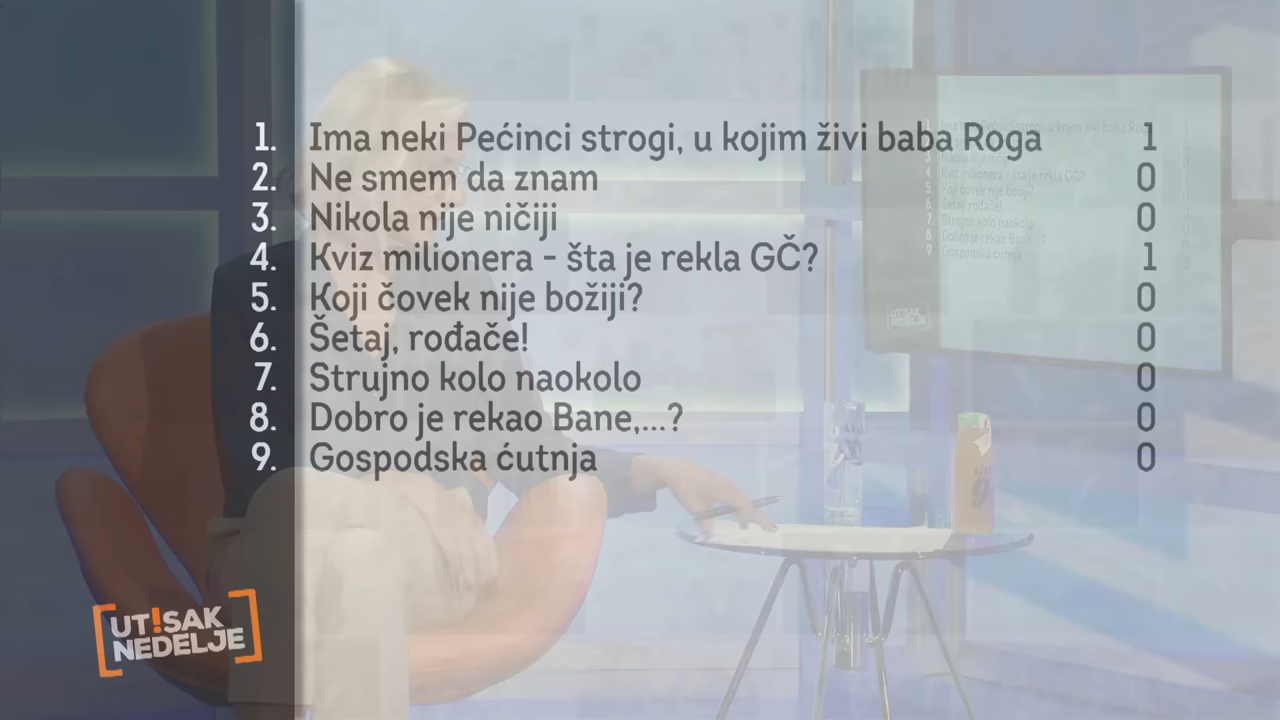 1. Ima neki Pećinci strogi, u kojim živi baba Roga 1
2. Ne smem da znam 0
3. Nikola nije ničiji 0
4. Kviz milionera - šta je rekla GČ? 1
5. Koji čovek nije božiji? 0
6. Šetaj, rođače! 0
7. Strujno kolo naokolo 0
8. Dobro je rekao Bane,...? 0
9. Gospodska ćutnja 0
UT!SAK
NEDELJE